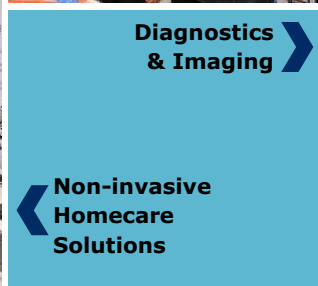 Diagnostics
& Imaging
Non-invasive
Homecare
Solutions